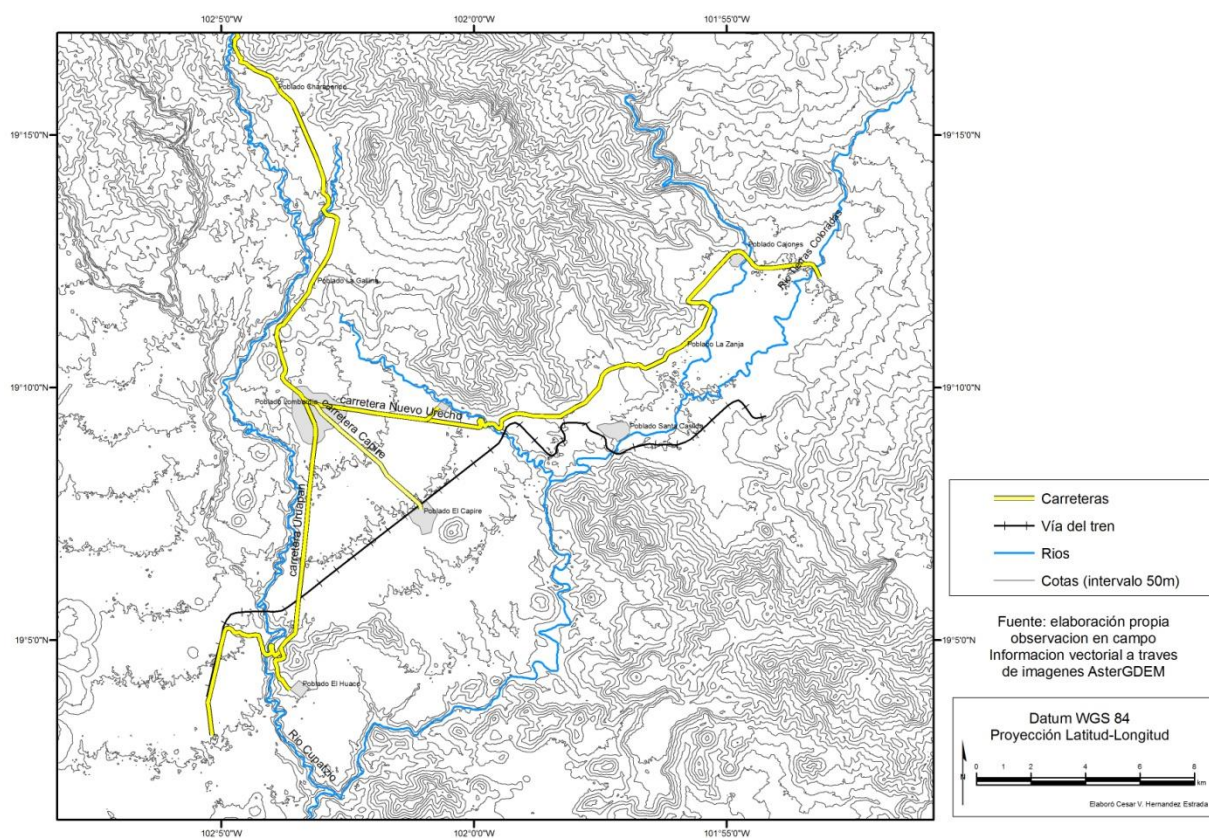 102°5'0"W
102°0'0"W
101°55'0"W
Poblado Charapendo
19°15'0"N
19°15'0"N
Poblado Cajones
Rio Tierras Coloradas
Poblado La Gallina
Poblado La Zanja
19°10'0"N
19°10'0"N
Poblado Lombardia
Carretera Nuevo Urecho
Carretera Capire
Poblado Santa Casilda
Poblado El Capire
carretera Uruapan
19°5'0"N
19°5'0"N
Poblado El Huaco
Río Cupatizio
102°5'0"W
102°0'0"W
101°55'0"W
Carreteras
Vía del tren
Rios
Cotas (intervalo 50m)
Fuente: elaboración propia
observacion en campo
Informacion vectorial a traves
de imagenes AsterGDEM
Datum WGS 84
Proyección Latitud-Longitud
N
0 1 2 4 6 8
km
Elaboró Cesar V. Hernandez Estrada